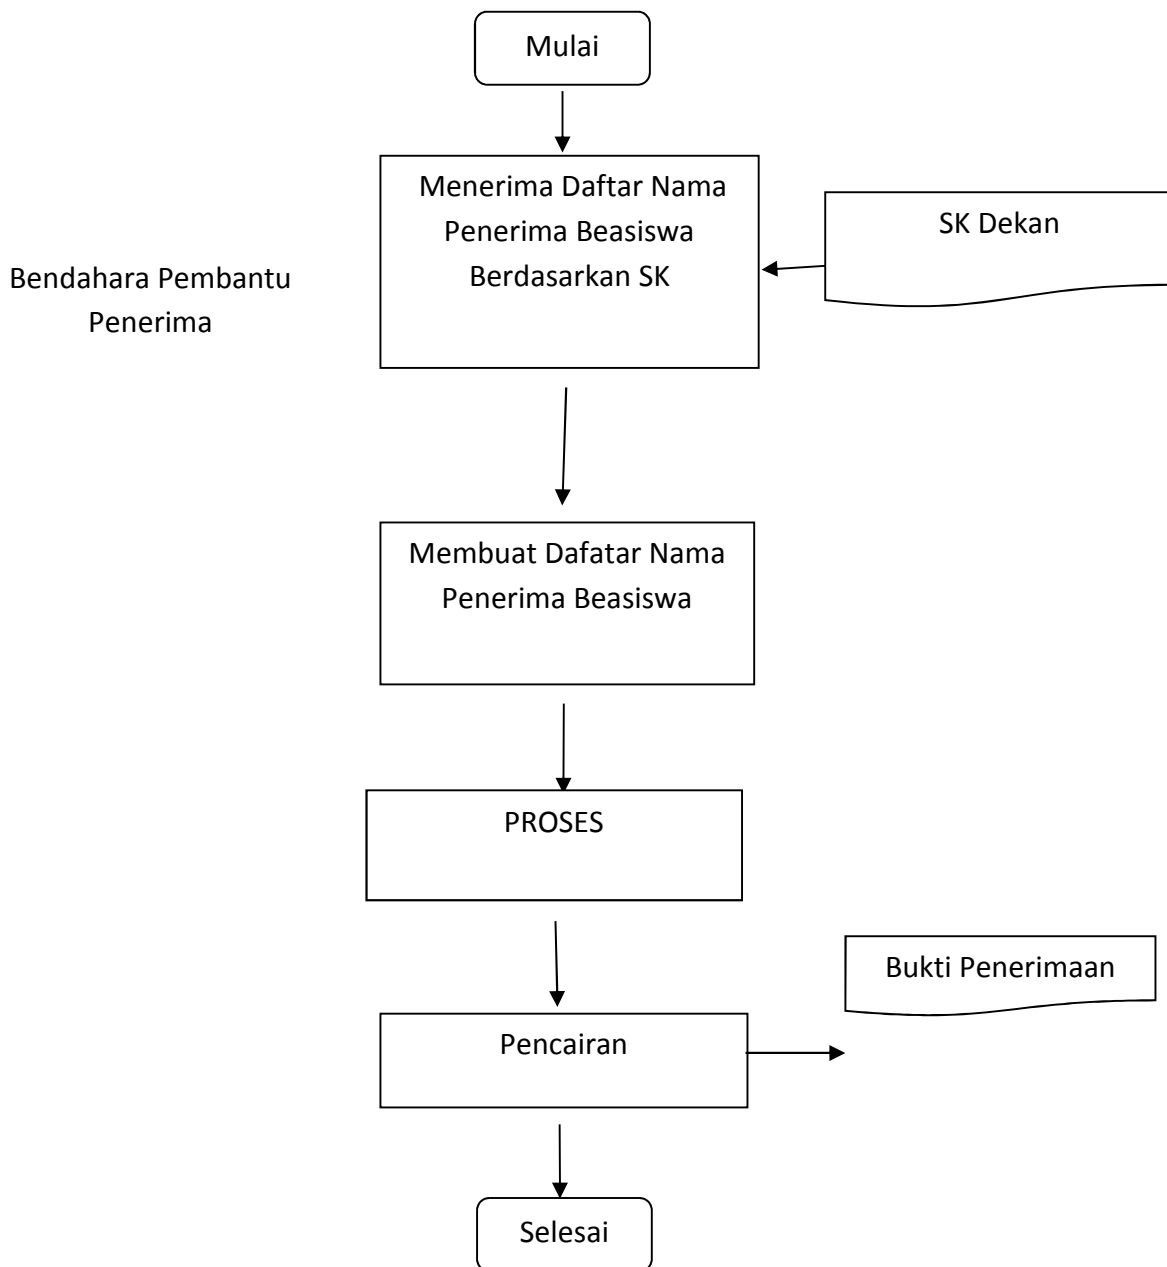 Mulai
Menerima Daftar Nama
Penerima Beasiswa
Berdasarkan SK
SK Dekan
Bendahara Pembantu
Penerima
Membuat Dafatar Nama
Penerima Beasiswa
PROSES
Bukti Penerimaan
Pencairan
Selesai